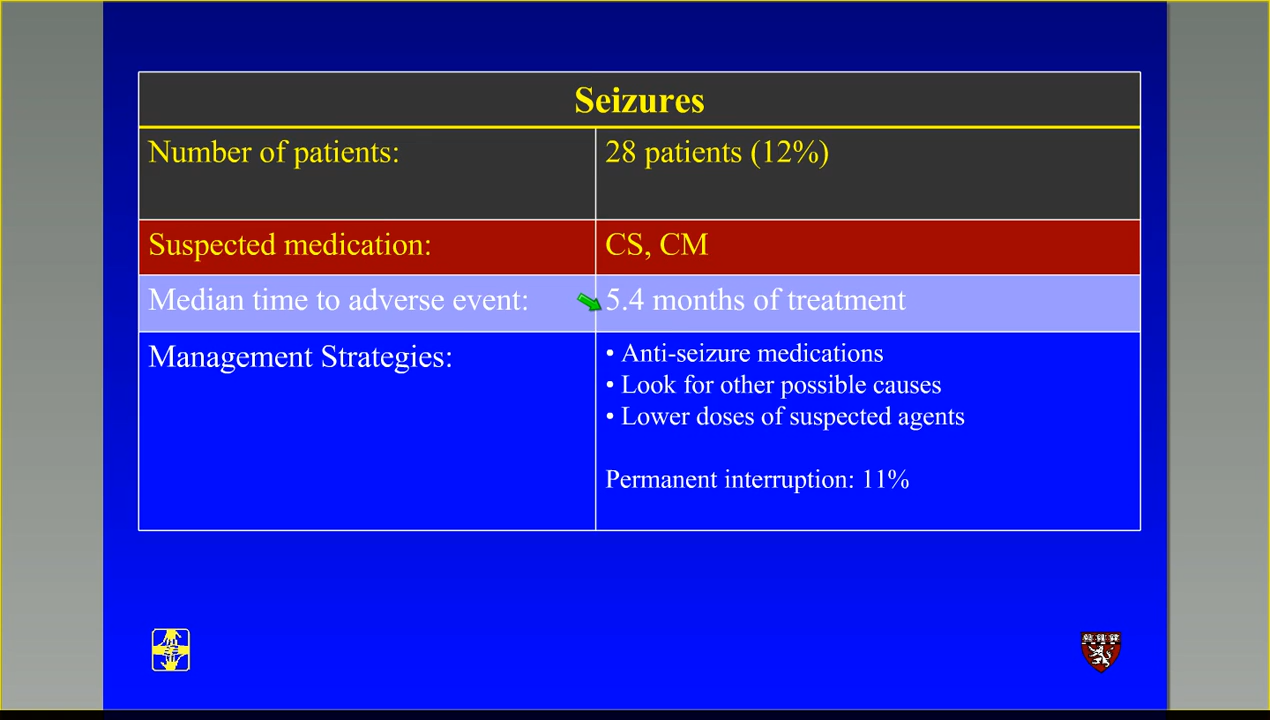 Seizures
Number of patients:
28 patients (12%)
Suspected medication:
CS, CM
Median time to adverse event:
5.4 months of treatment
Management Strategies:
• Anti-seizure medications
• Look for other possible causes
• Lower doses of suspected agents
Permanent interruption: 11%